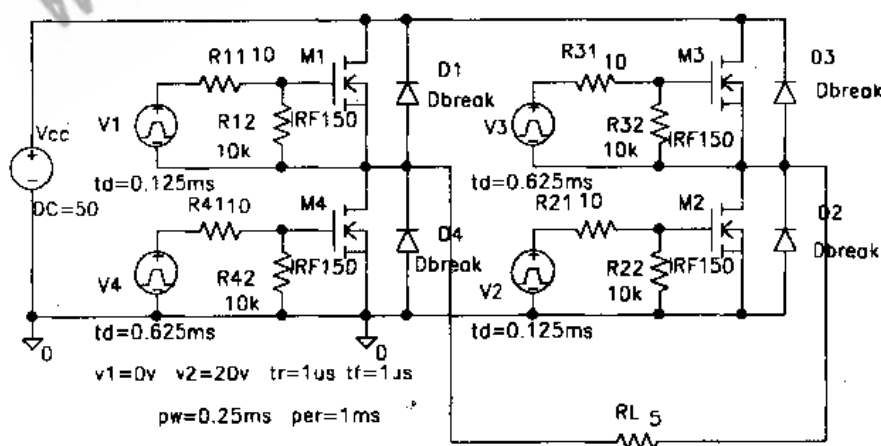 R11 10
M1
D1
Dbreak
R31
10
M3
D3
Dbreak
Vcc
V1
R12
10k
IRF150
V3
R32
10k
IRF150
td=0.125ms
td=0.625ms
DC=50
R41 10
M4
D4
Dbreak
R21 10
M2
D2
Dbreak
V4
R42
10k
IRF150
V2
R22
10k
IRF150
td=0.625ms
td=0.125ms
0
0
v1=0v v2=20v tr=1us tf=1us
pw=0.25ms per=1ms
RL 5